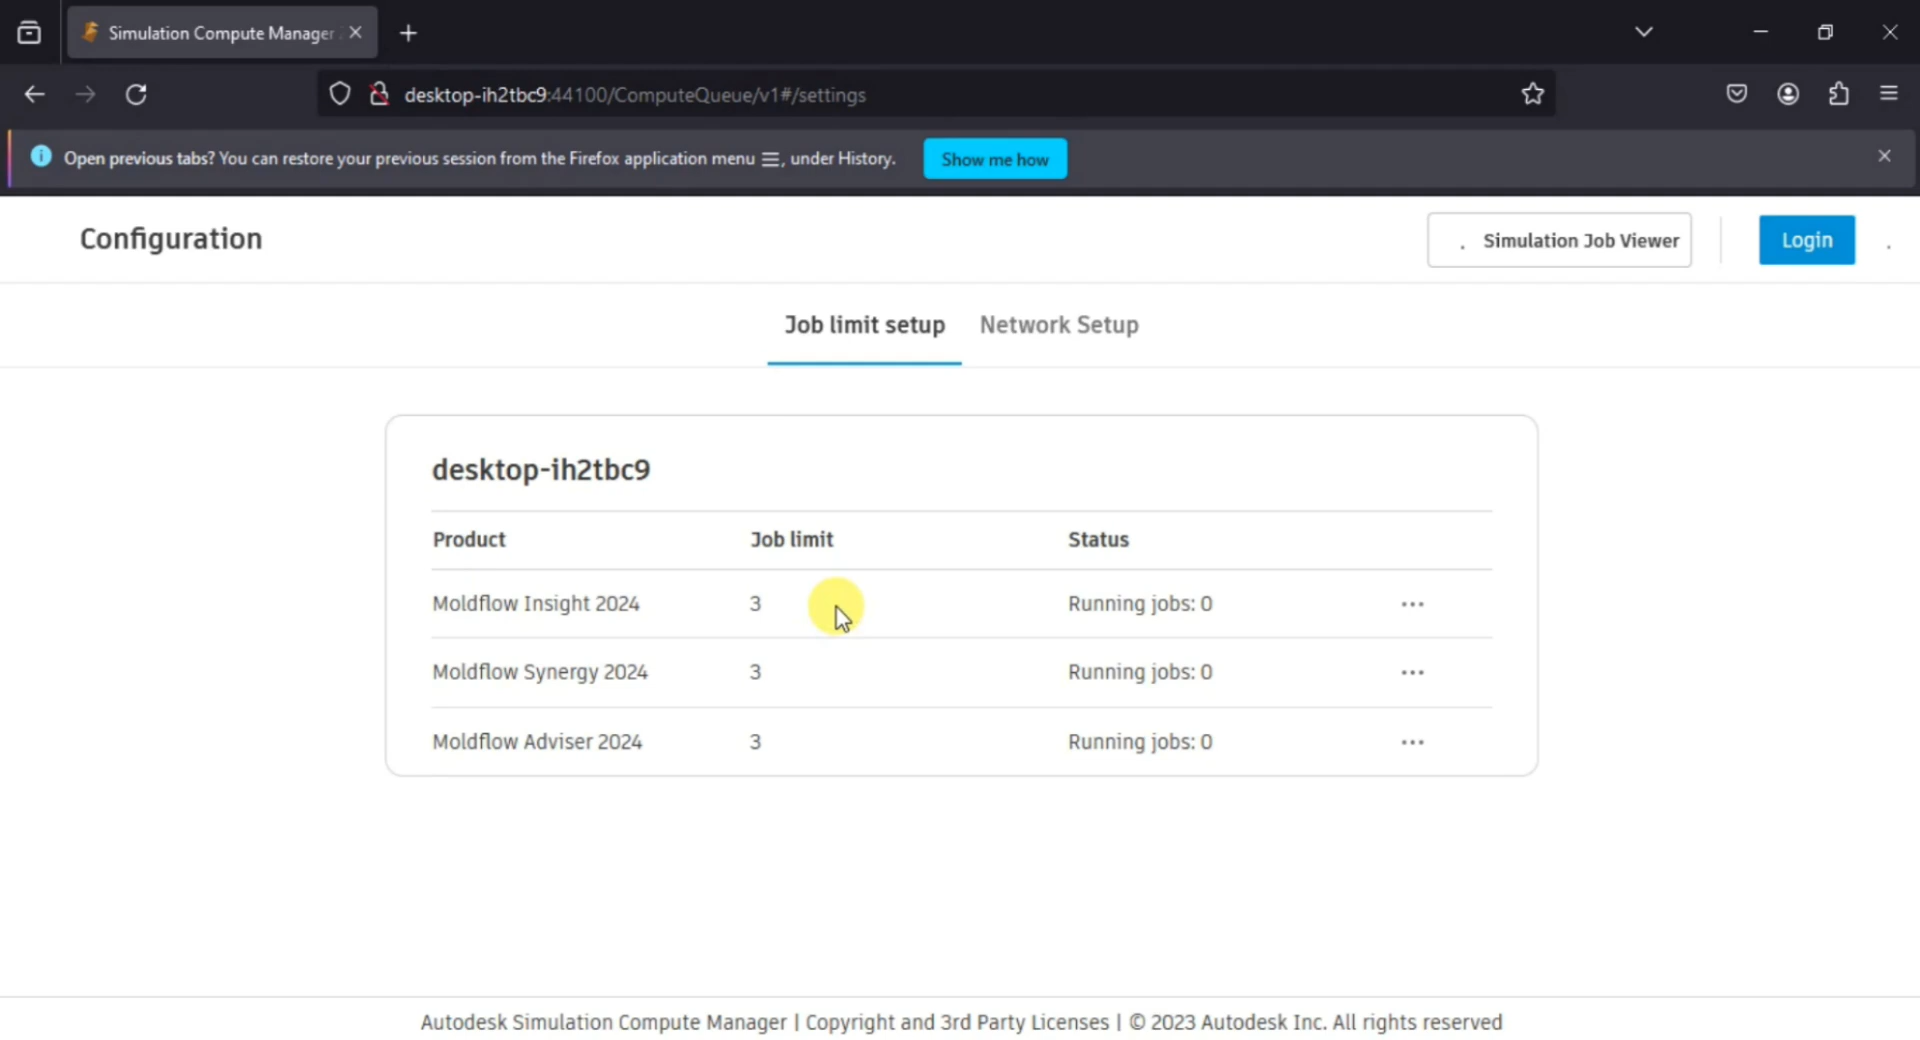 Simulation Compute Manager
desktop-ih2tbc9:44100/ComputeQueue/v1#/settings
Open previous tabs? You can restore your previous session from the Firefox application menu ☰, under History. Show me how
Configuration
Simulation Job Viewer
Login
Job limit setup Network Setup
desktop-ih2tbc9
Product Job limit Status
Moldflow Insight 2024 3 Running jobs: 0 ...
Moldflow Synergy 2024 3 Running jobs: 0 ...
Moldflow Adviser 2024 3 Running jobs: 0 ...
Autodesk Simulation Compute Manager | Copyright and 3rd Party Licenses | © 2023 Autodesk Inc. All rights reserved